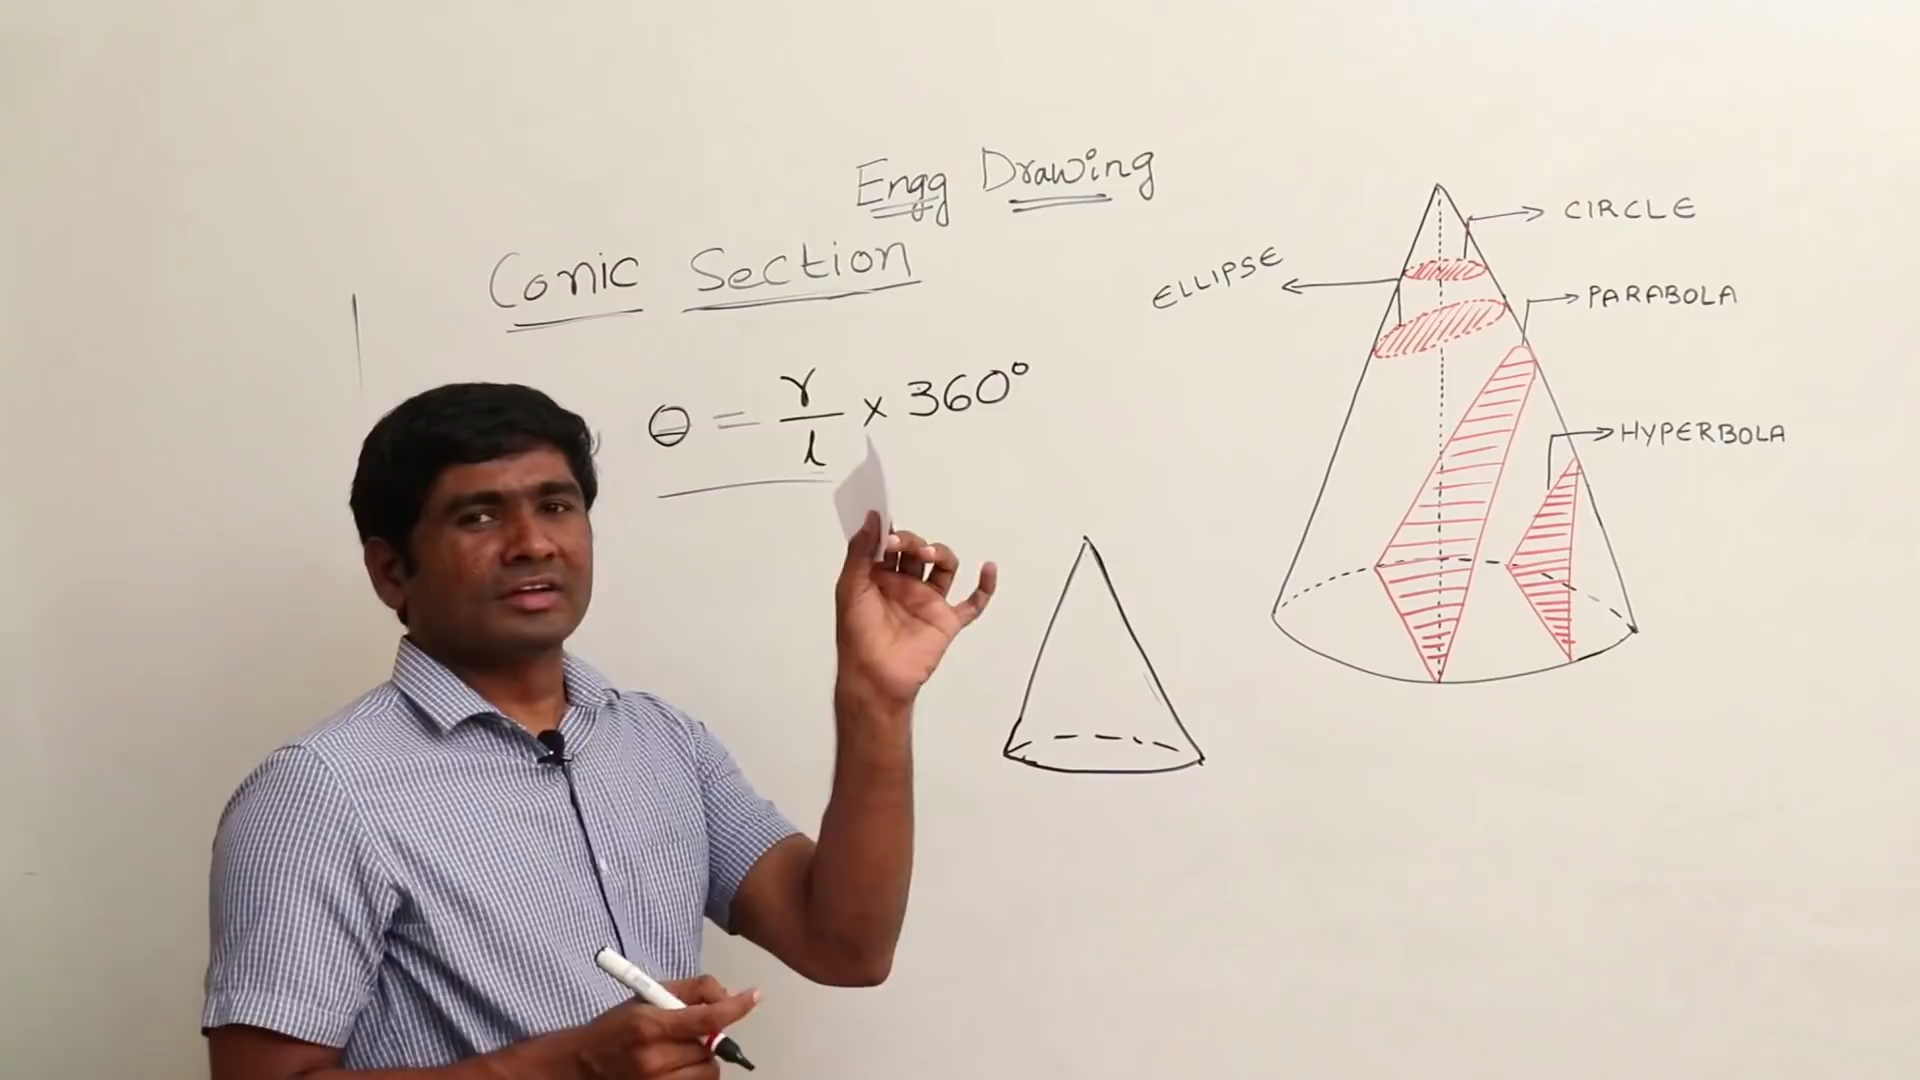 Engg Drawing
Conic Section
θ = r/l × 360°
CIRCLE
ELLIPSE
PARABOLA
HYPERBOLA